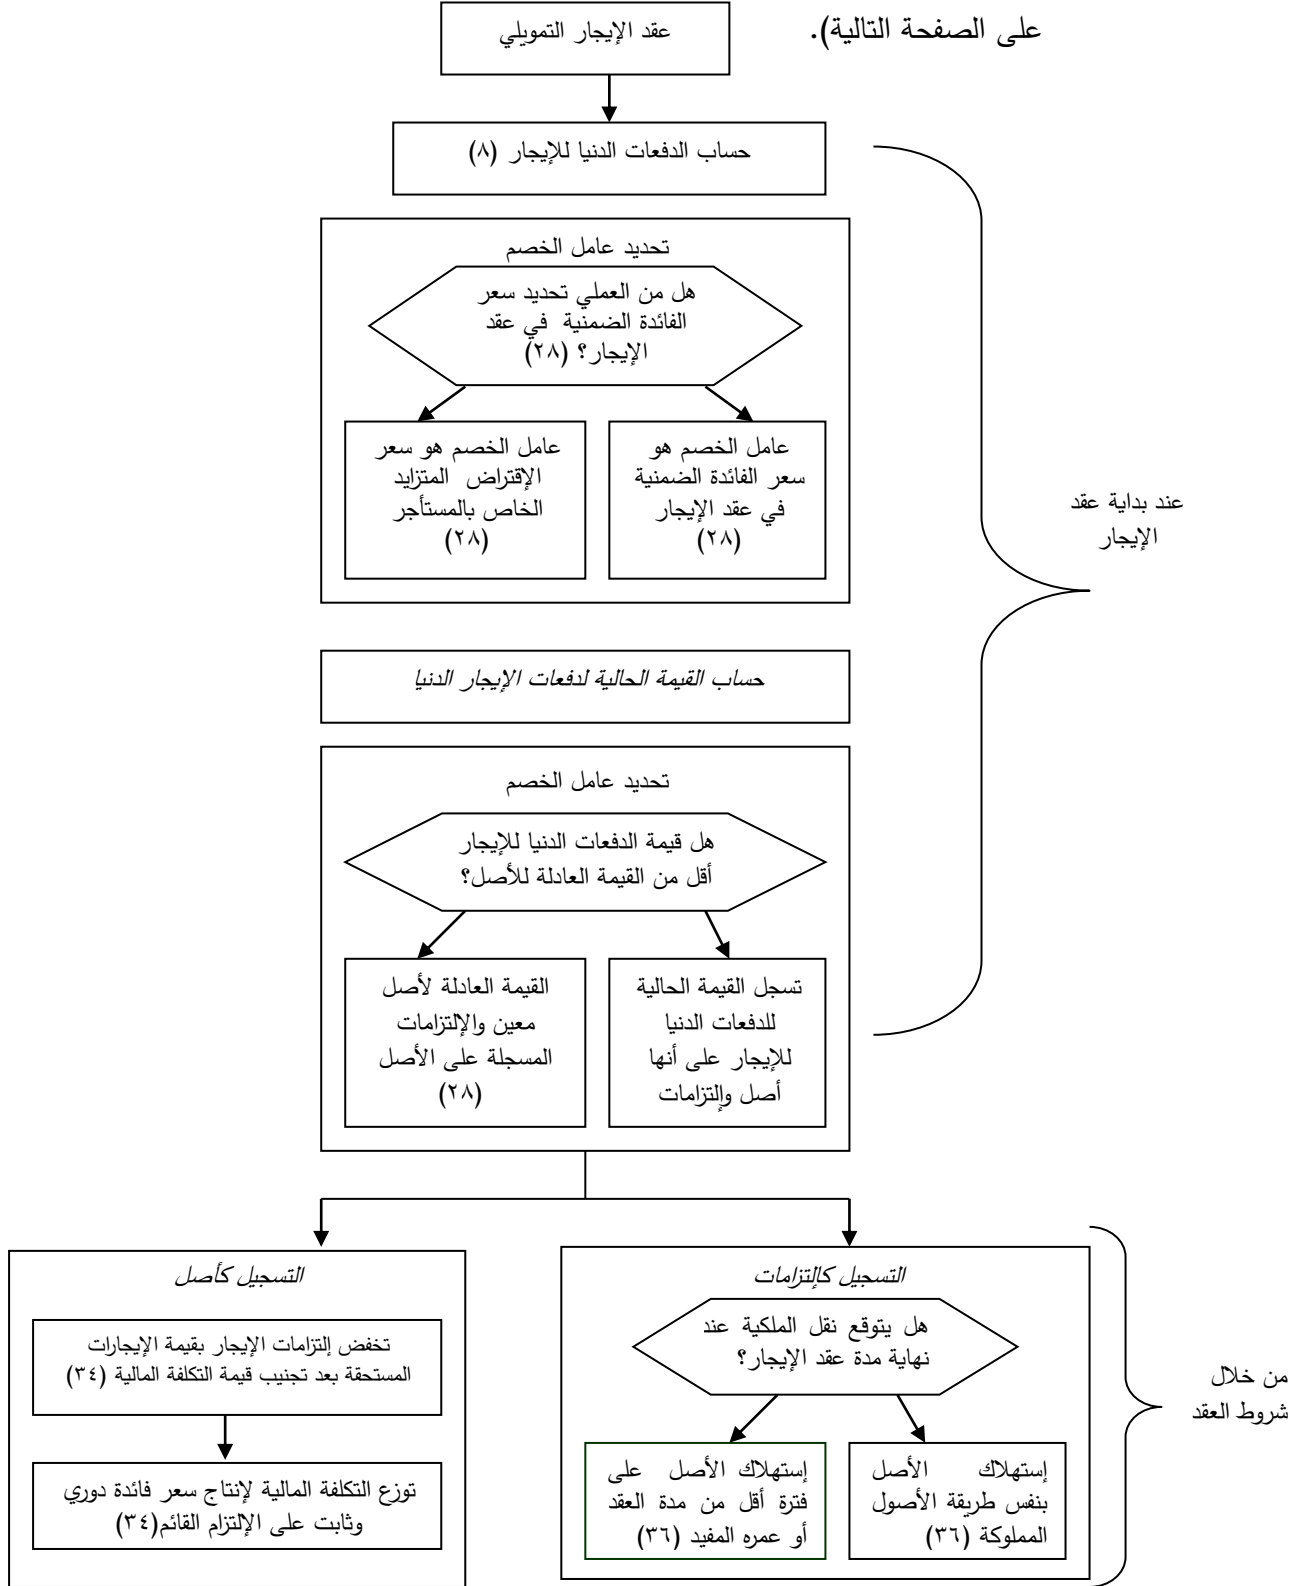 على الصفحة التالية).
عقد الإيجار التمويلي
حساب الدفعات الدنيا للإيجار (٨)
تحديد عامل الخصم
هل من العملي تحديد سعر
الفائدة الضمنية في عقد
الإيجار؟ (٢٨)
عامل الخصم هو
سعر الفائدة الضمنية
في عقد الإيجار
(٢٨)
عامل الخصم هو سعر
الإقتراض المتزايد
الخاص بالمستأجر
(٢٨)
عند بداية عقد
الإيجار
حساب القيمة الحالية لدفعات الإيجار الدنيا
تحديد عامل الخصم
هل قيمة الدفعات الدنيا للإيجار
أقل من القيمة العادلة للأصل؟
تسجل القيمة الحالية
للدفعات الدنيا
للإيجار على أنها
أصل وإلتزامات
القيمة العادلة لأصل
معين والإلتزامات
المسجلة على الأصل
(٢٨)
التسجيل كإلتزامات
هل يتوقع نقل الملكية عند
نهاية مدة عقد الإيجار؟
إستهلاك الأصل
بنفس طريقة الأصول
المملوكة (٣٦)
إستهلاك الأصل على
فترة أقل من مدة العقد
أو عمره المفيد (٣٦)
التسجيل كأصل
تخفض إلتزامات الإيجار بقيمة الإيجارات
المستحقة بعد تجنيب قيمة التكلفة المالية (٣٤)
توزع التكلفة المالية لإنتاج سعر فائدة دوري
وثابت على الإلتزام القائم(٣٤)
من خلال
شروط العقد